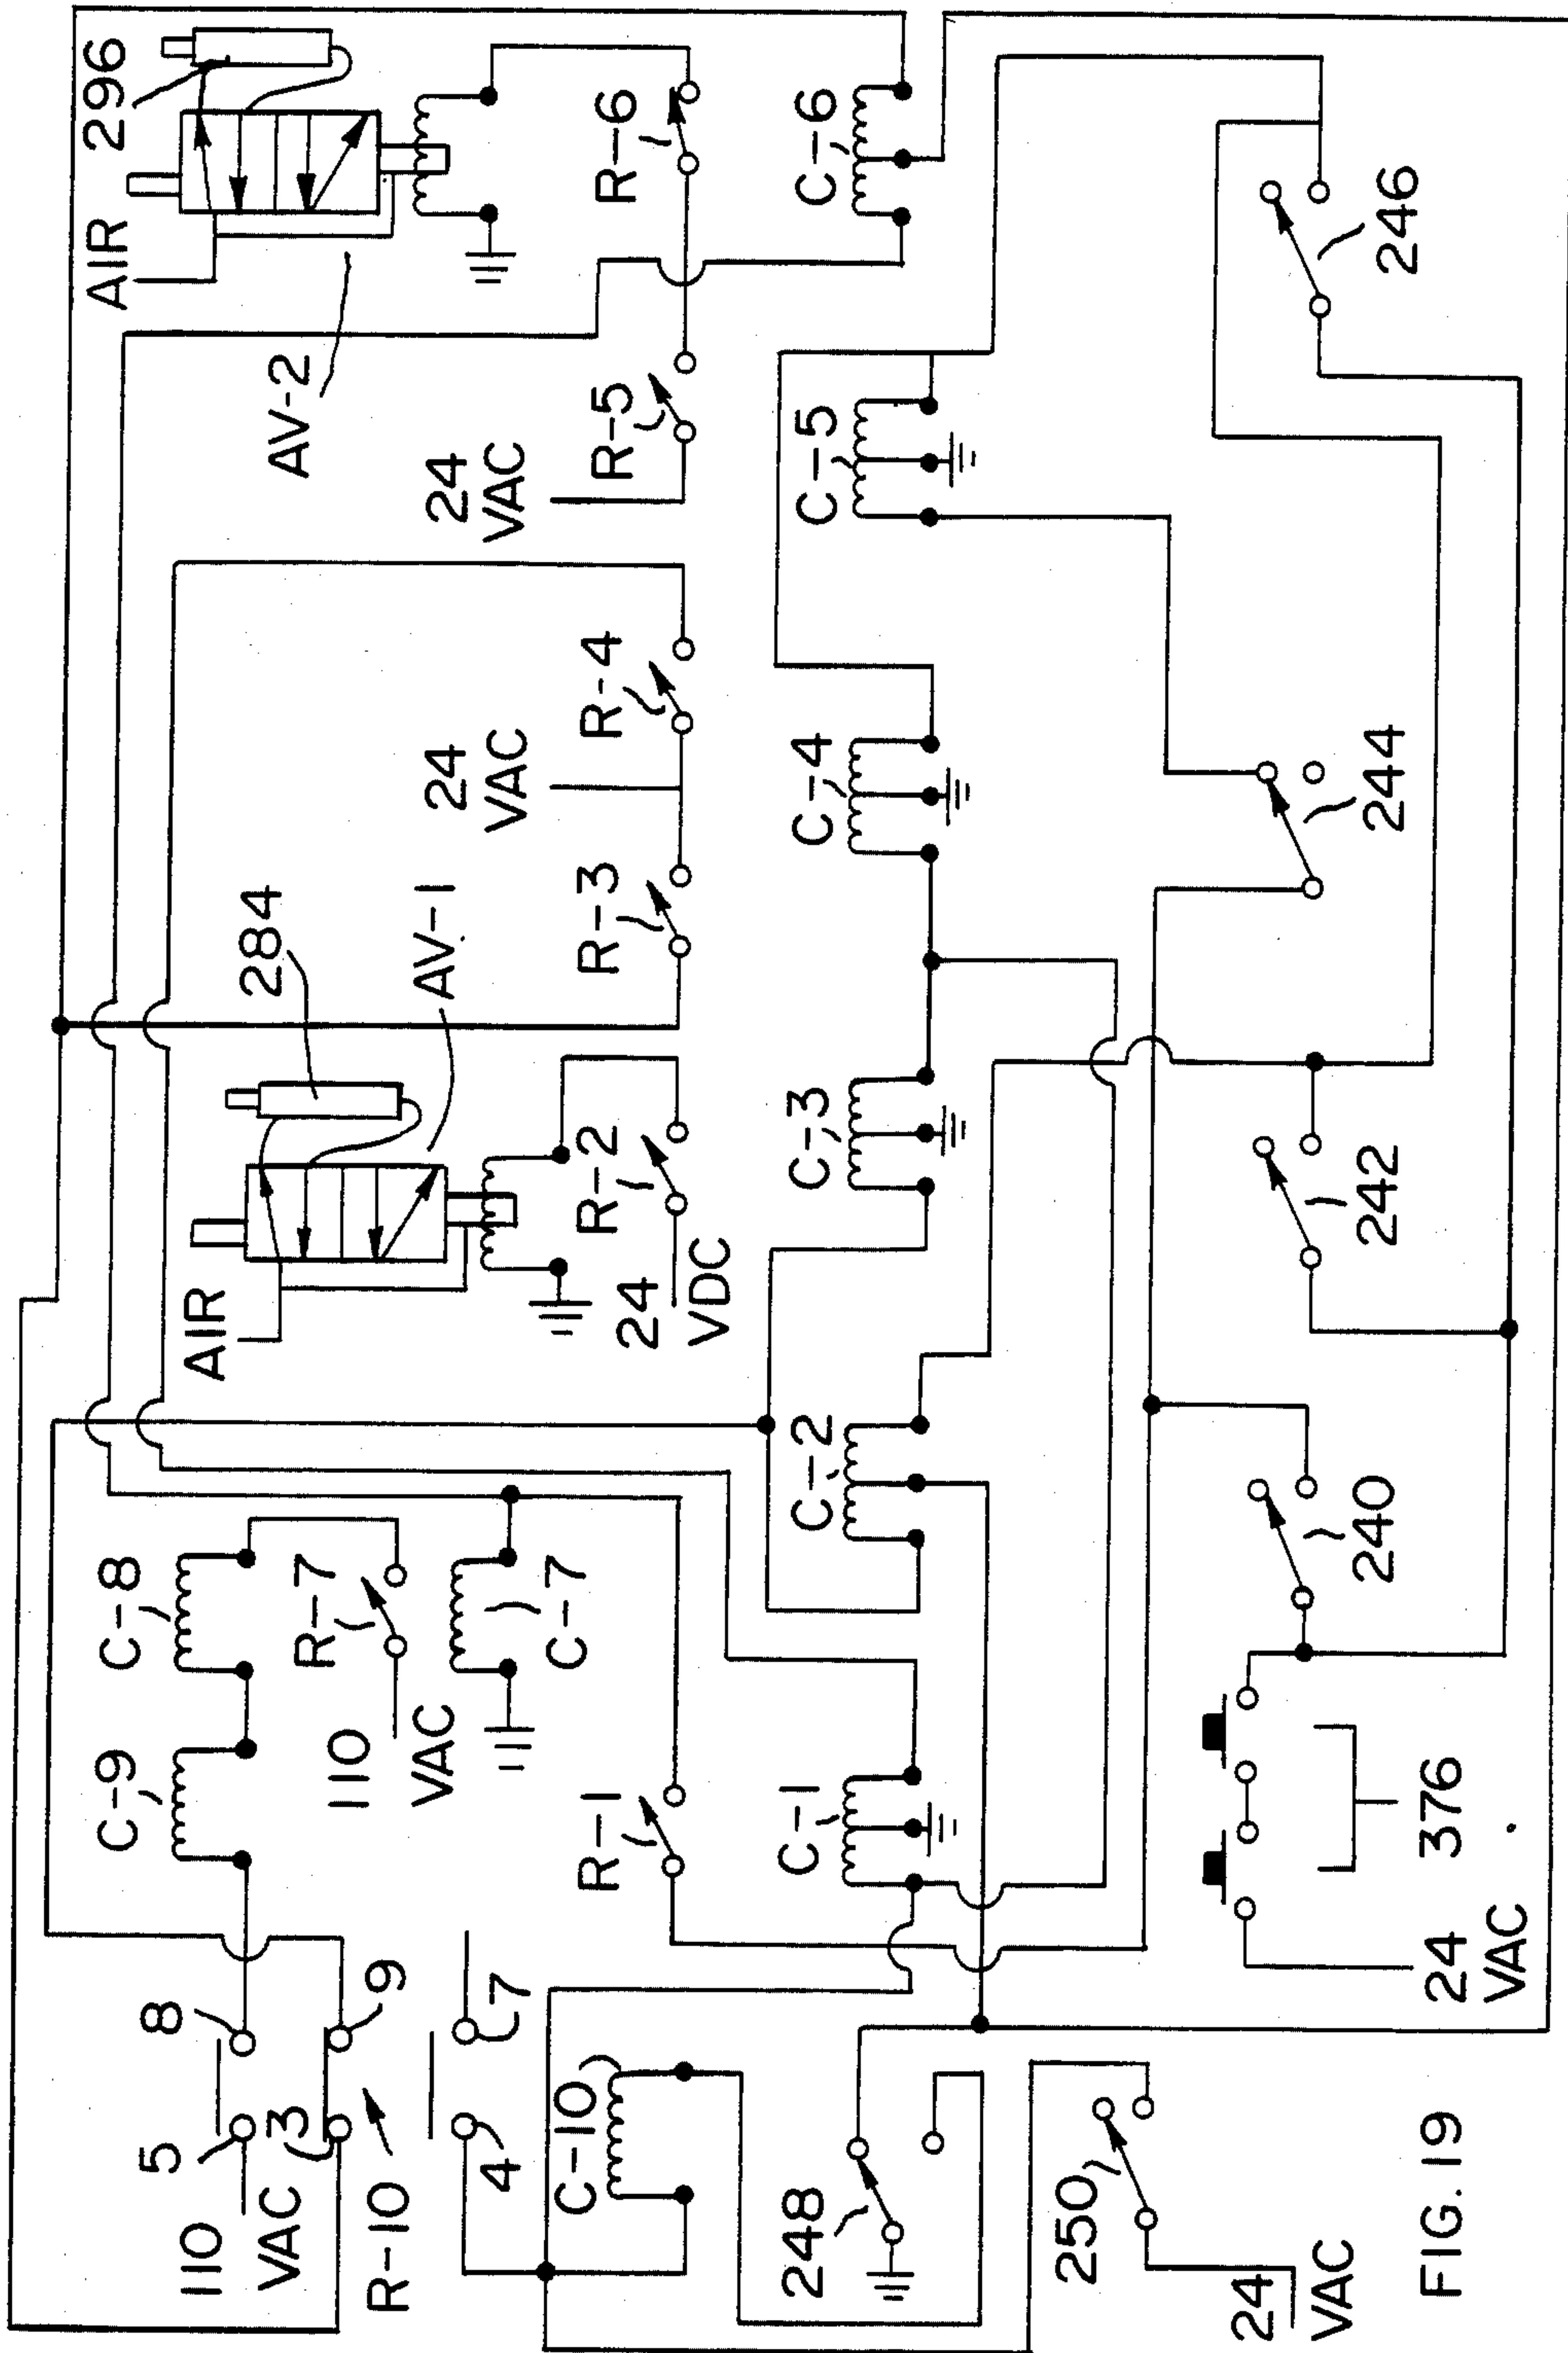 296
AIR
AV-2
24
VAC
R-5
R-6
C-6
C-5
246
284
AV-1
24
VAC
R-3
R-4
C-4
244
AIR
24
VDC
R-2
C-3
242
C-8
C-9
R-7
110
VAC
C-7
R-1
C-2
C-1
240
376
24
VAC
8
5
110
VAC
3
9
R-10
7
4
C-10
248
250
24
VAC
FIG. 19